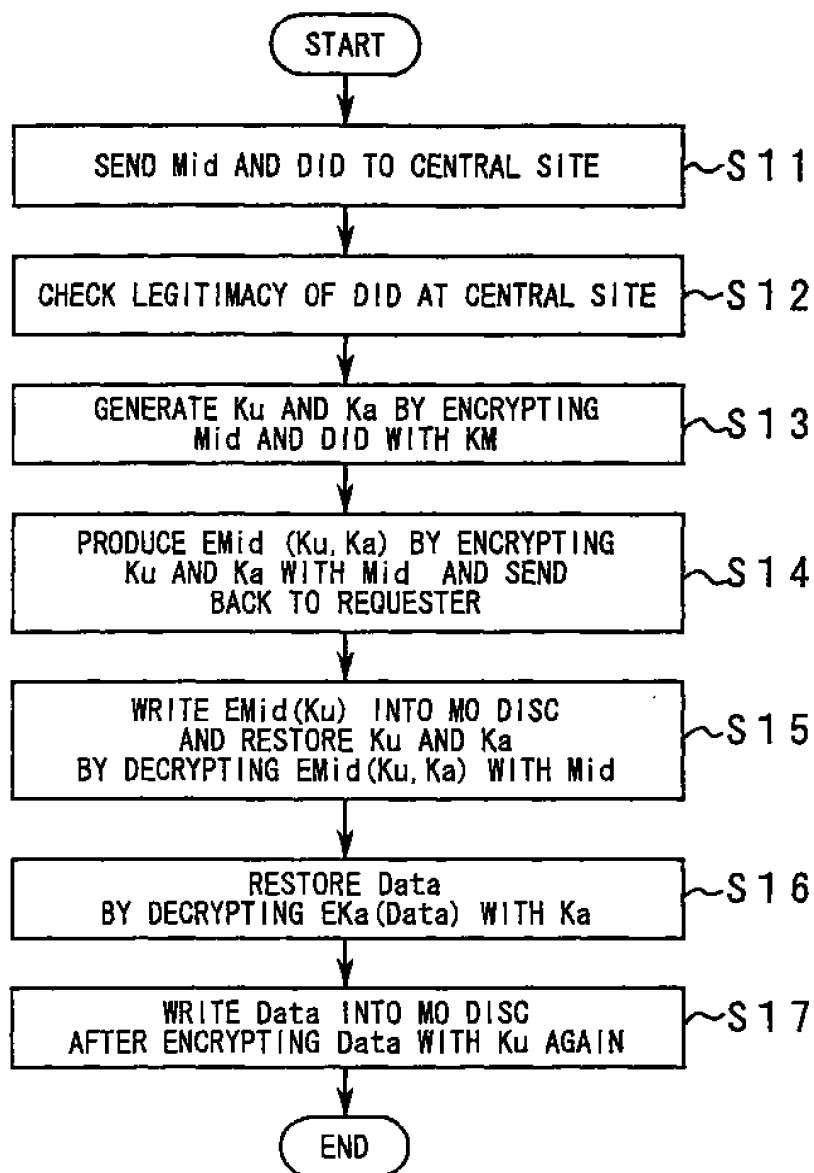 START
SEND Mid AND DID TO CENTRAL SITE
S11
CHECK LEGITIMACY OF DID AT CENTRAL SITE
S12
GENERATE Ku AND Ka BY ENCRYPTING
Mid AND DID WITH KM
S13
PRODUCE EMid (Ku, Ka) BY ENCRYPTING
Ku AND Ka WITH Mid AND SEND
BACK TO REQUESTER
S14
WRITE EMid(Ku) INTO MO DISC
AND RESTORE Ku AND Ka
BY DECRYPTING EMid(Ku, Ka) WITH Mid
S15
RESTORE Data
BY DECRYPTING EKa(Data) WITH Ka
S16
WRITE Data INTO MO DISC
AFTER ENCRYPTING Data WITH Ku AGAIN
S17
END